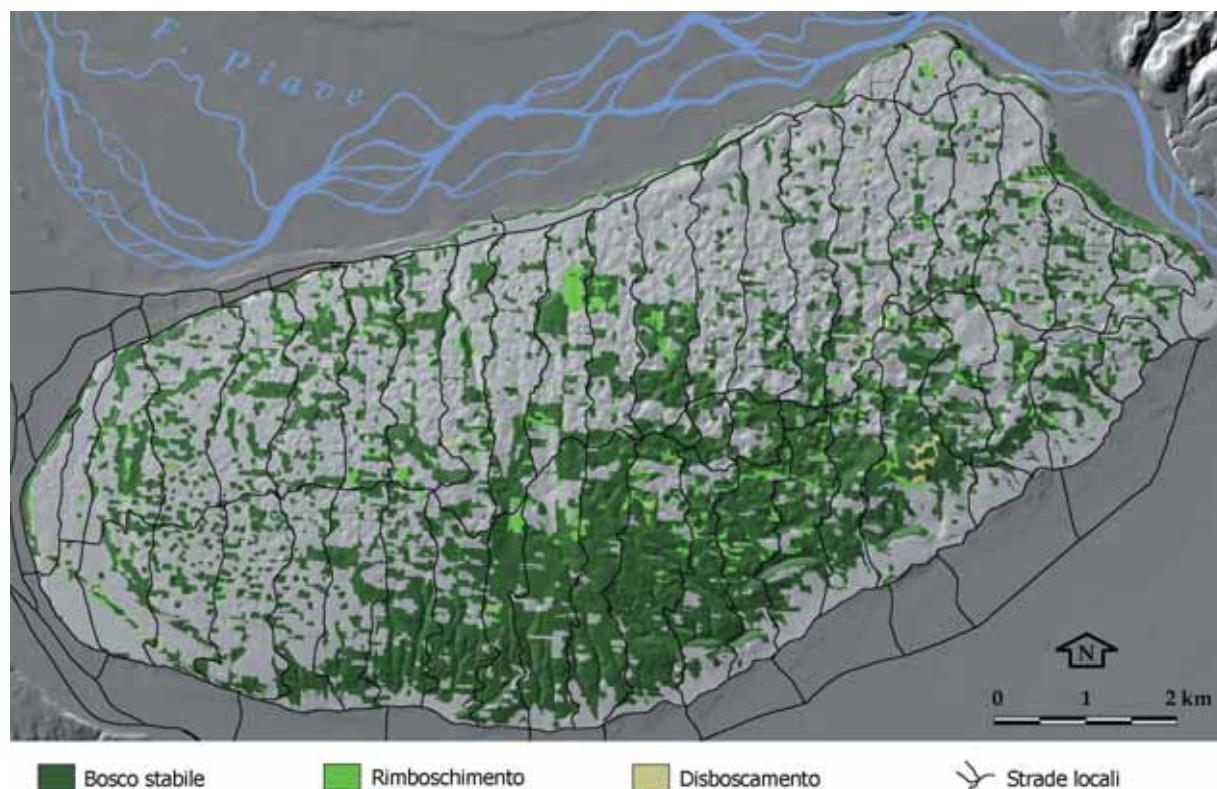 f. Piave
N
0 1 2 km
Bosco stabile
Rimboschimento
Disboscamento
Strade locali